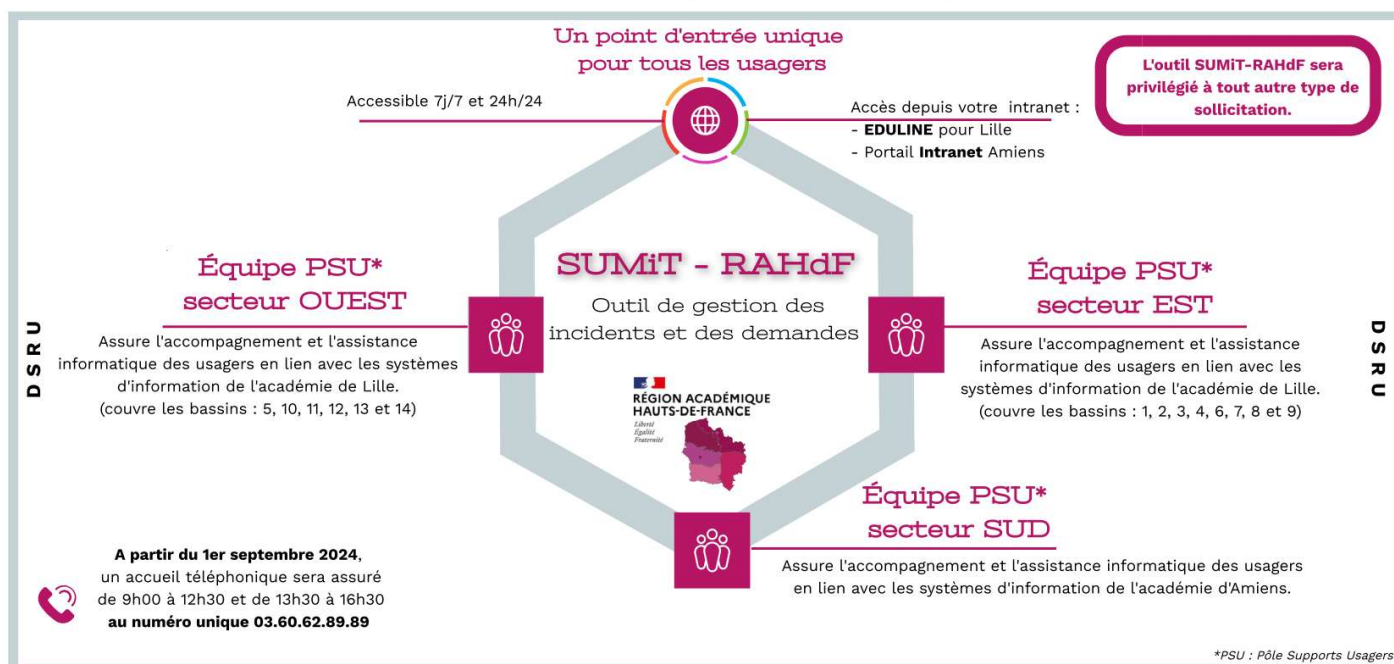 Un point d'entrée unique
pour tous les usagers
Accessible 7j/7 et 24h/24
Accès depuis votre intranet :
- EDULINE pour Lille
- Portail Intranet Amiens
L'outil SUMiT-RAHdF sera
privilégié à tout autre type de
sollicitation.
SUMiT - RAHdF
Outil de gestion des
incidents et des demandes
RÉGION ACADÉMIQUE
HAUTS-DE-FRANCE
Liberté
Égalité
Fraternité
DSRU
Équipe PSU*
secteur OUEST
Assure l'accompagnement et l'assistance
informatique des usagers en lien avec les systèmes
d'information de l'académie de Lille.
(couvre les bassins : 5, 10, 11, 12, 13 et 14)
Équipe PSU*
secteur EST
Assure l'accompagnement et l'assistance
informatique des usagers en lien avec les
systèmes d'information de l'académie de Lille.
(couvre les bassins : 1, 2, 3, 4, 6, 7, 8 et 9)
DSRU
Équipe PSU*
secteur SUD
Assure l'accompagnement et l'assistance informatique des usagers
en lien avec les systèmes d'information de l'académie d'Amiens.
A partir du 1er septembre 2024,
un accueil téléphonique sera assuré
de 9h00 à 12h30 et de 13h30 à 16h30
au numéro unique 03.60.62.89.89
*PSU : Pôle Supports Usagers